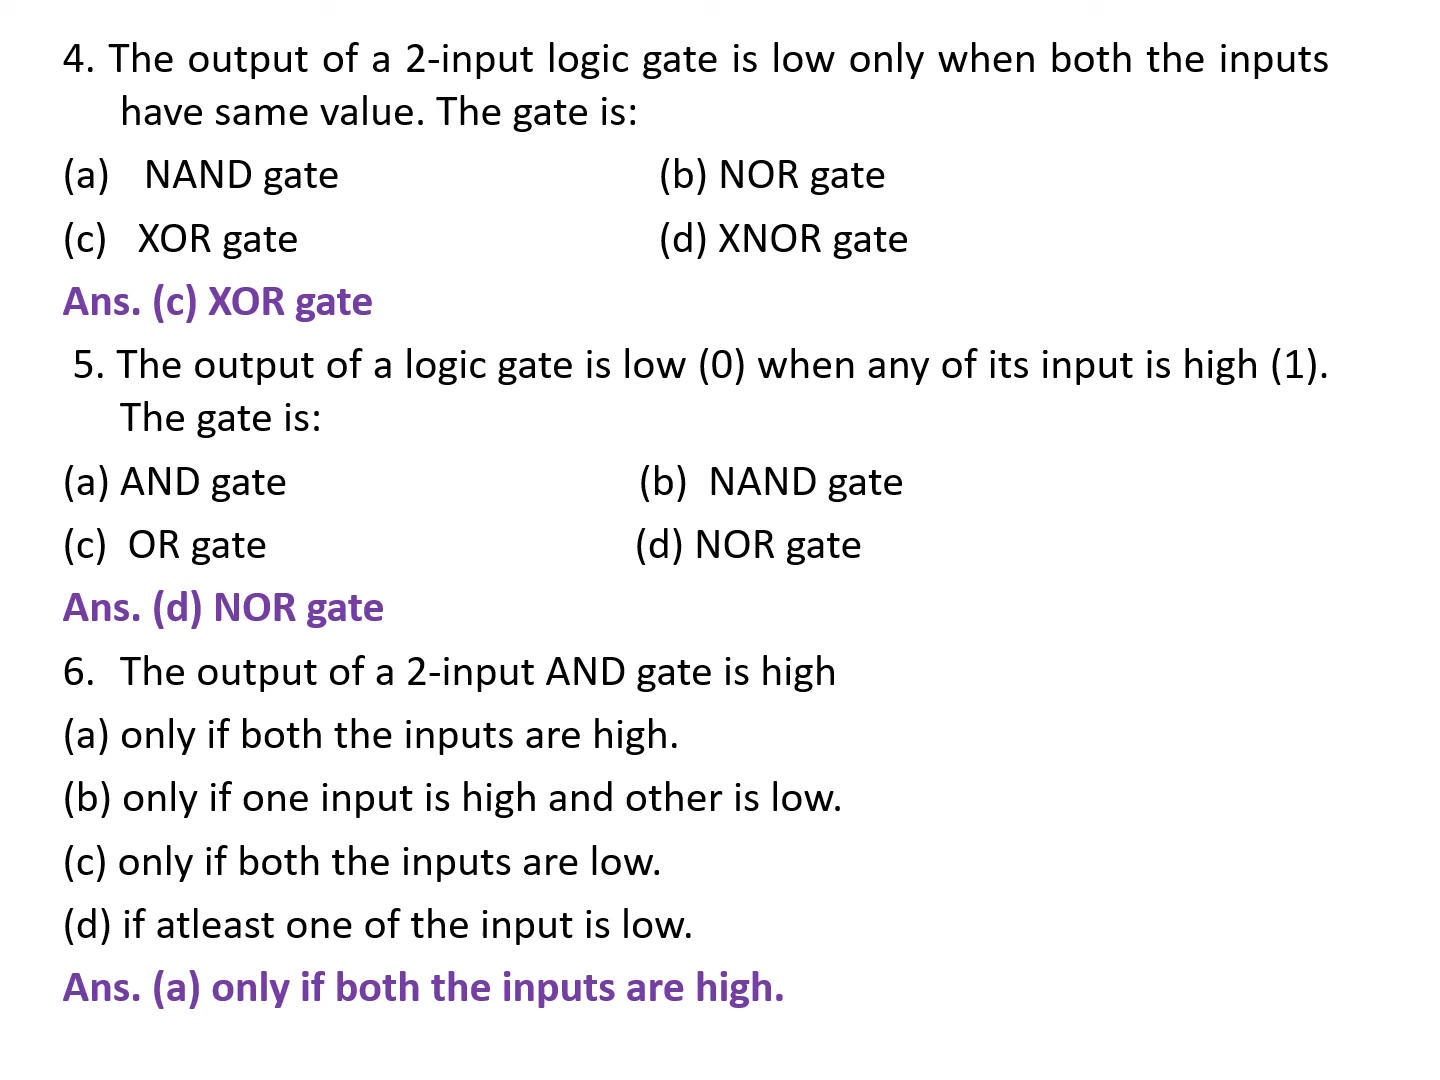 4. The output of a 2-input logic gate is low only when both the inputs
have same value. The gate is:
(a) NAND gate (b) NOR gate
(c) XOR gate (d) XNOR gate
Ans. (c) XOR gate
5. The output of a logic gate is low (0) when any of its input is high (1).
The gate is:
(a) AND gate (b) NAND gate
(c) OR gate (d) NOR gate
Ans. (d) NOR gate
6. The output of a 2-input AND gate is high
(a) only if both the inputs are high.
(b) only if one input is high and other is low.
(c) only if both the inputs are low.
(d) if atleast one of the input is low.
Ans. (a) only if both the inputs are high.